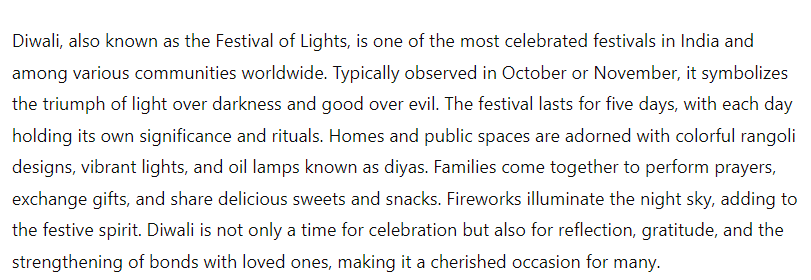 Diwali, also known as the Festival of Lights, is one of the most celebrated festivals in India and
among various communities worldwide. Typically observed in October or November, it symbolizes
the triumph of light over darkness and good over evil. The festival lasts for five days, with each day
holding its own significance and rituals. Homes and public spaces are adorned with colorful rangoli
designs, vibrant lights, and oil lamps known as diyas. Families come together to perform prayers,
exchange gifts, and share delicious sweets and snacks. Fireworks illuminate the night sky, adding to
the festive spirit. Diwali is not only a time for celebration but also for reflection, gratitude, and the
strengthening of bonds with loved ones, making it a cherished occasion for many.